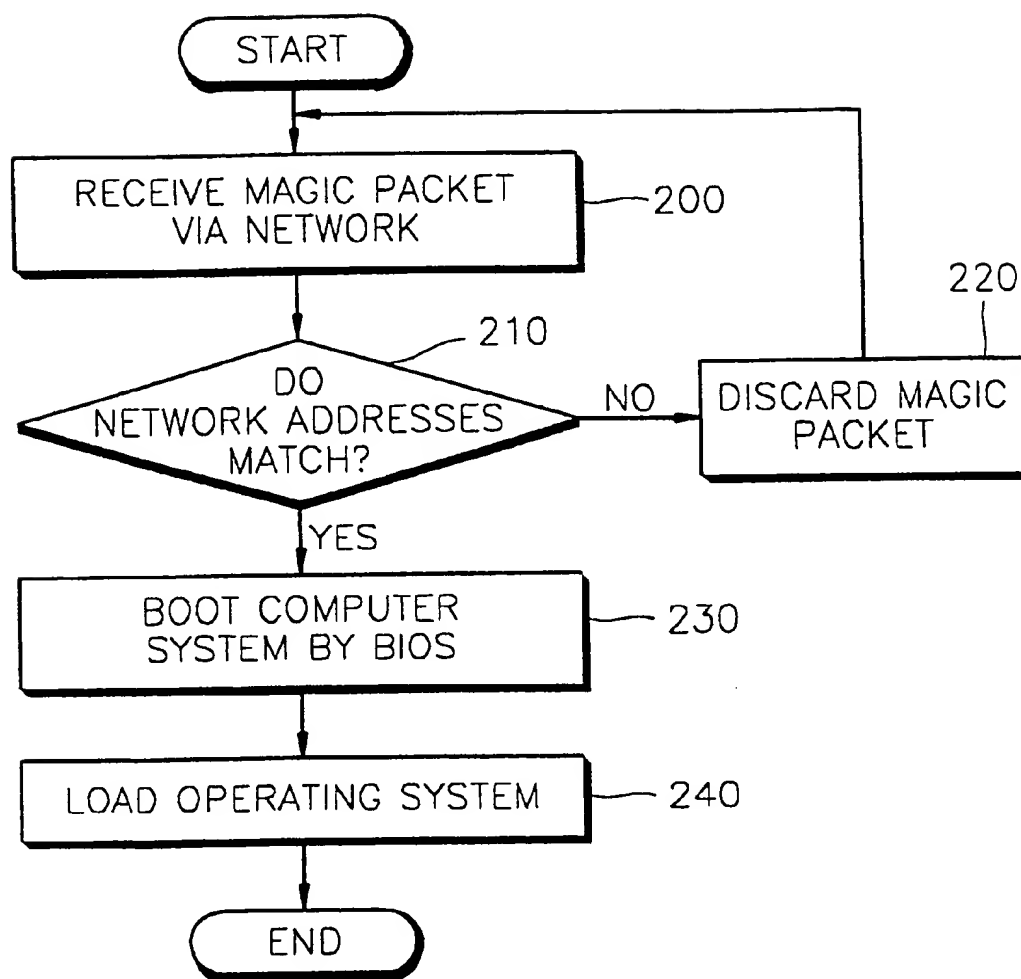 START
RECEIVE MAGIC PACKET
VIA NETWORK
200
210
DO
NETWORK ADDRESSES
MATCH?
NO
220
DISCARD MAGIC
PACKET
YES
BOOT COMPUTER
SYSTEM BY BIOS
230
LOAD OPERATING SYSTEM
240
END